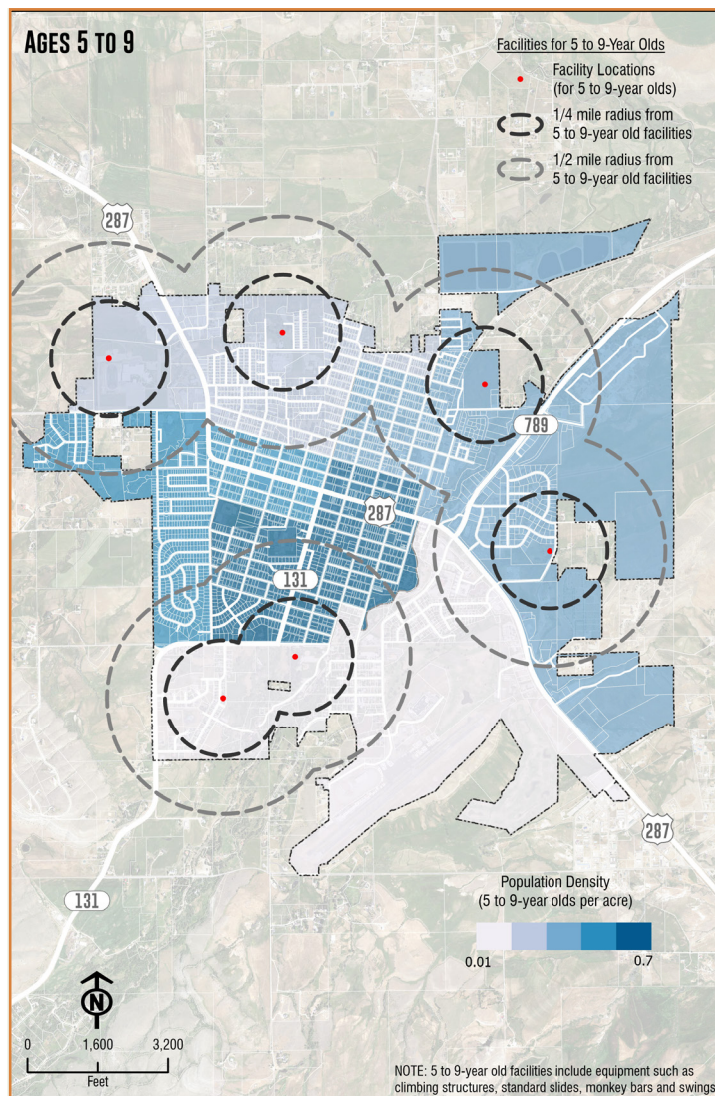 AGES 5 TO 9
Facilities for 5 to 9-Year Olds
Facility Locations
(for 5 to 9-year olds)
1/4 mile radius from
5 to 9-year old facilities
1/2 mile radius from
5 to 9-year old facilities
287
789
287
131
287
131
Population Density
(5 to 9-year olds per acre)
0.01
0.7
N
0
1,600
3,200
Feet
NOTE: 5 to 9-year old facilities include equipment such as
climbing structures, standard slides, monkey bars and swings